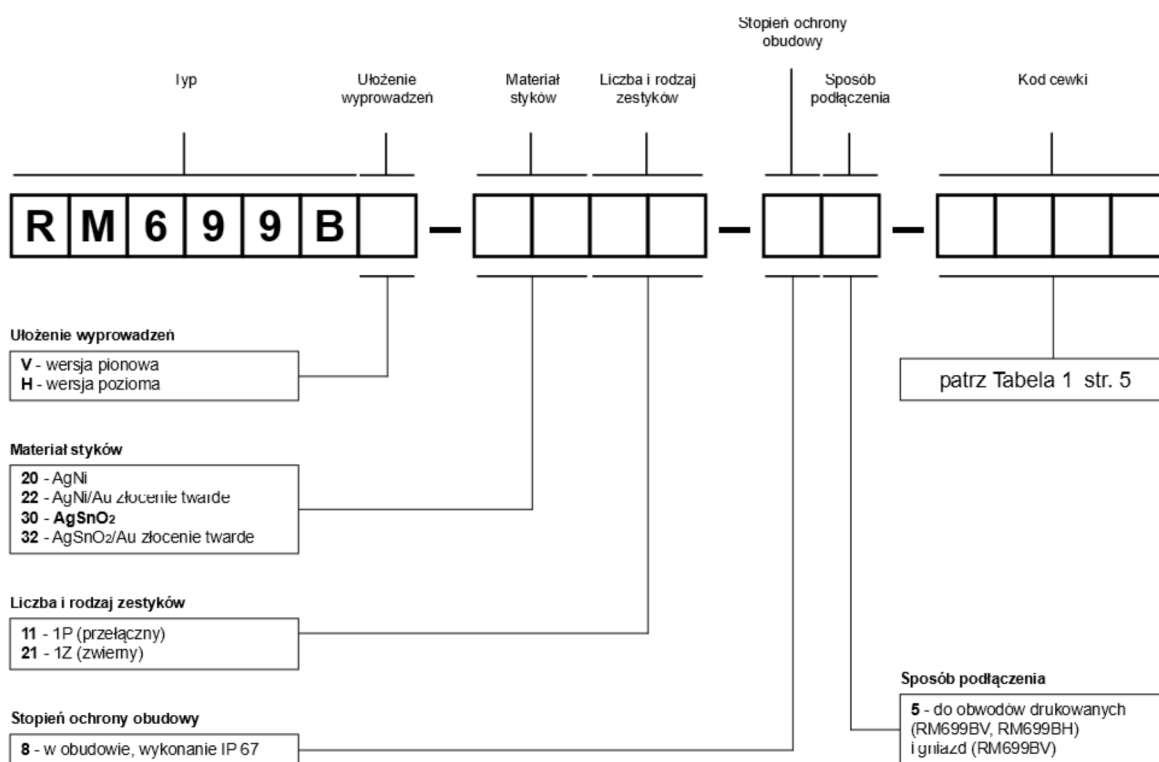 Stopień ochrony
obudowy
Typ
Ułożenie
wyprowadzeń
Materiał
styków
Liczba i rodzaj
zestyków
Sposób
podłączenia
Kod cewki
RM699B - - -
Ułożenie wyprowadzeń
V - wersja pionowa
H - wersja pozioma
patrz Tabela 1 str. 5
Materiał styków
20 - AgNi
22 - AgNi/Au złocenie twarde
30 - AgSnO₂
32 - AgSnO₂/Au złocenie twarde
Liczba i rodzaj zestyków
11 - 1P (przełączny)
21 - 1Z (zwierny)
Stopień ochrony obudowy
8 - w obudowie, wykonanie IP 67
Sposób podłączenia
5 - do obwodów drukowanych
(RM699BV, RM699BH)
i gniazd (RM699BV)